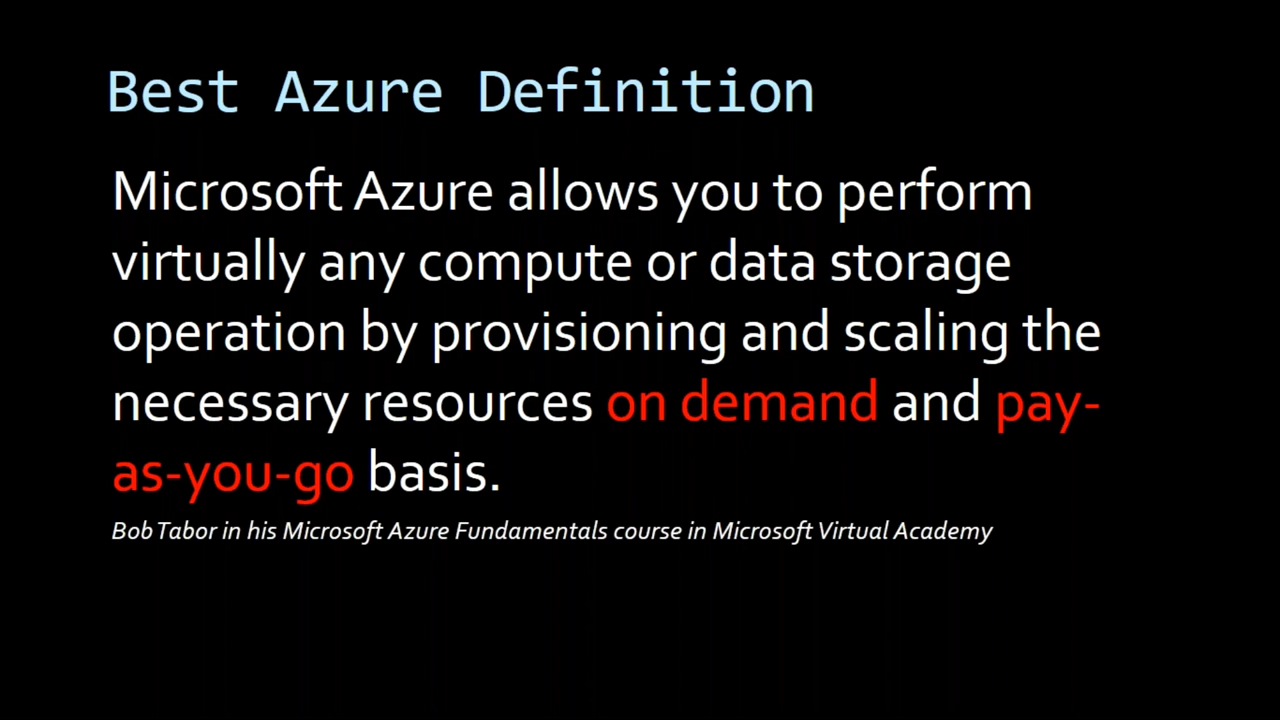 Best Azure Definition
Microsoft Azure allows you to perform
virtually any compute or data storage
operation by provisioning and scaling the
necessary resources on demand and pay-
as-you-go basis.
Bob Tabor in his Microsoft Azure Fundamentals course in Microsoft Virtual Academy